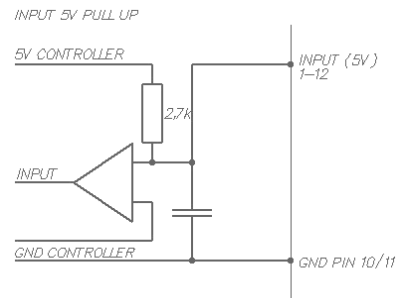 INPUT 5V PULL UP
5V CONTROLLER
INPUT (5V)
1-12
2,7k
INPUT
GND CONTROLLER
GND PIN 10/11